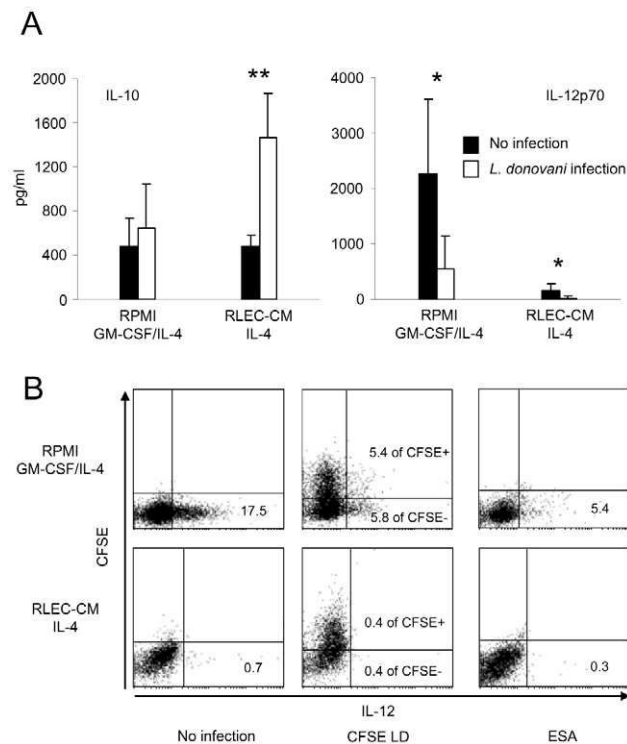 A
IL-10
**
2000
1600
1200
800
400
0
pg/ml
RPMI
GM-CSF/IL-4
RLEC-CM
IL-4
*
IL-12p70
4000
3000
2000
1000
0
No infection
L. donovani infection
*
RPMI
GM-CSF/IL-4
RLEC-CM
IL-4
B
CFSE
RPMI
GM-CSF/IL-4
17.5
5.4 of CFSE+
5.8 of CFSE-
5.4
RLEC-CM
IL-4
0.7
0.4 of CFSE+
0.4 of CFSE-
0.3
IL-12
No infection
CFSE LD
ESA